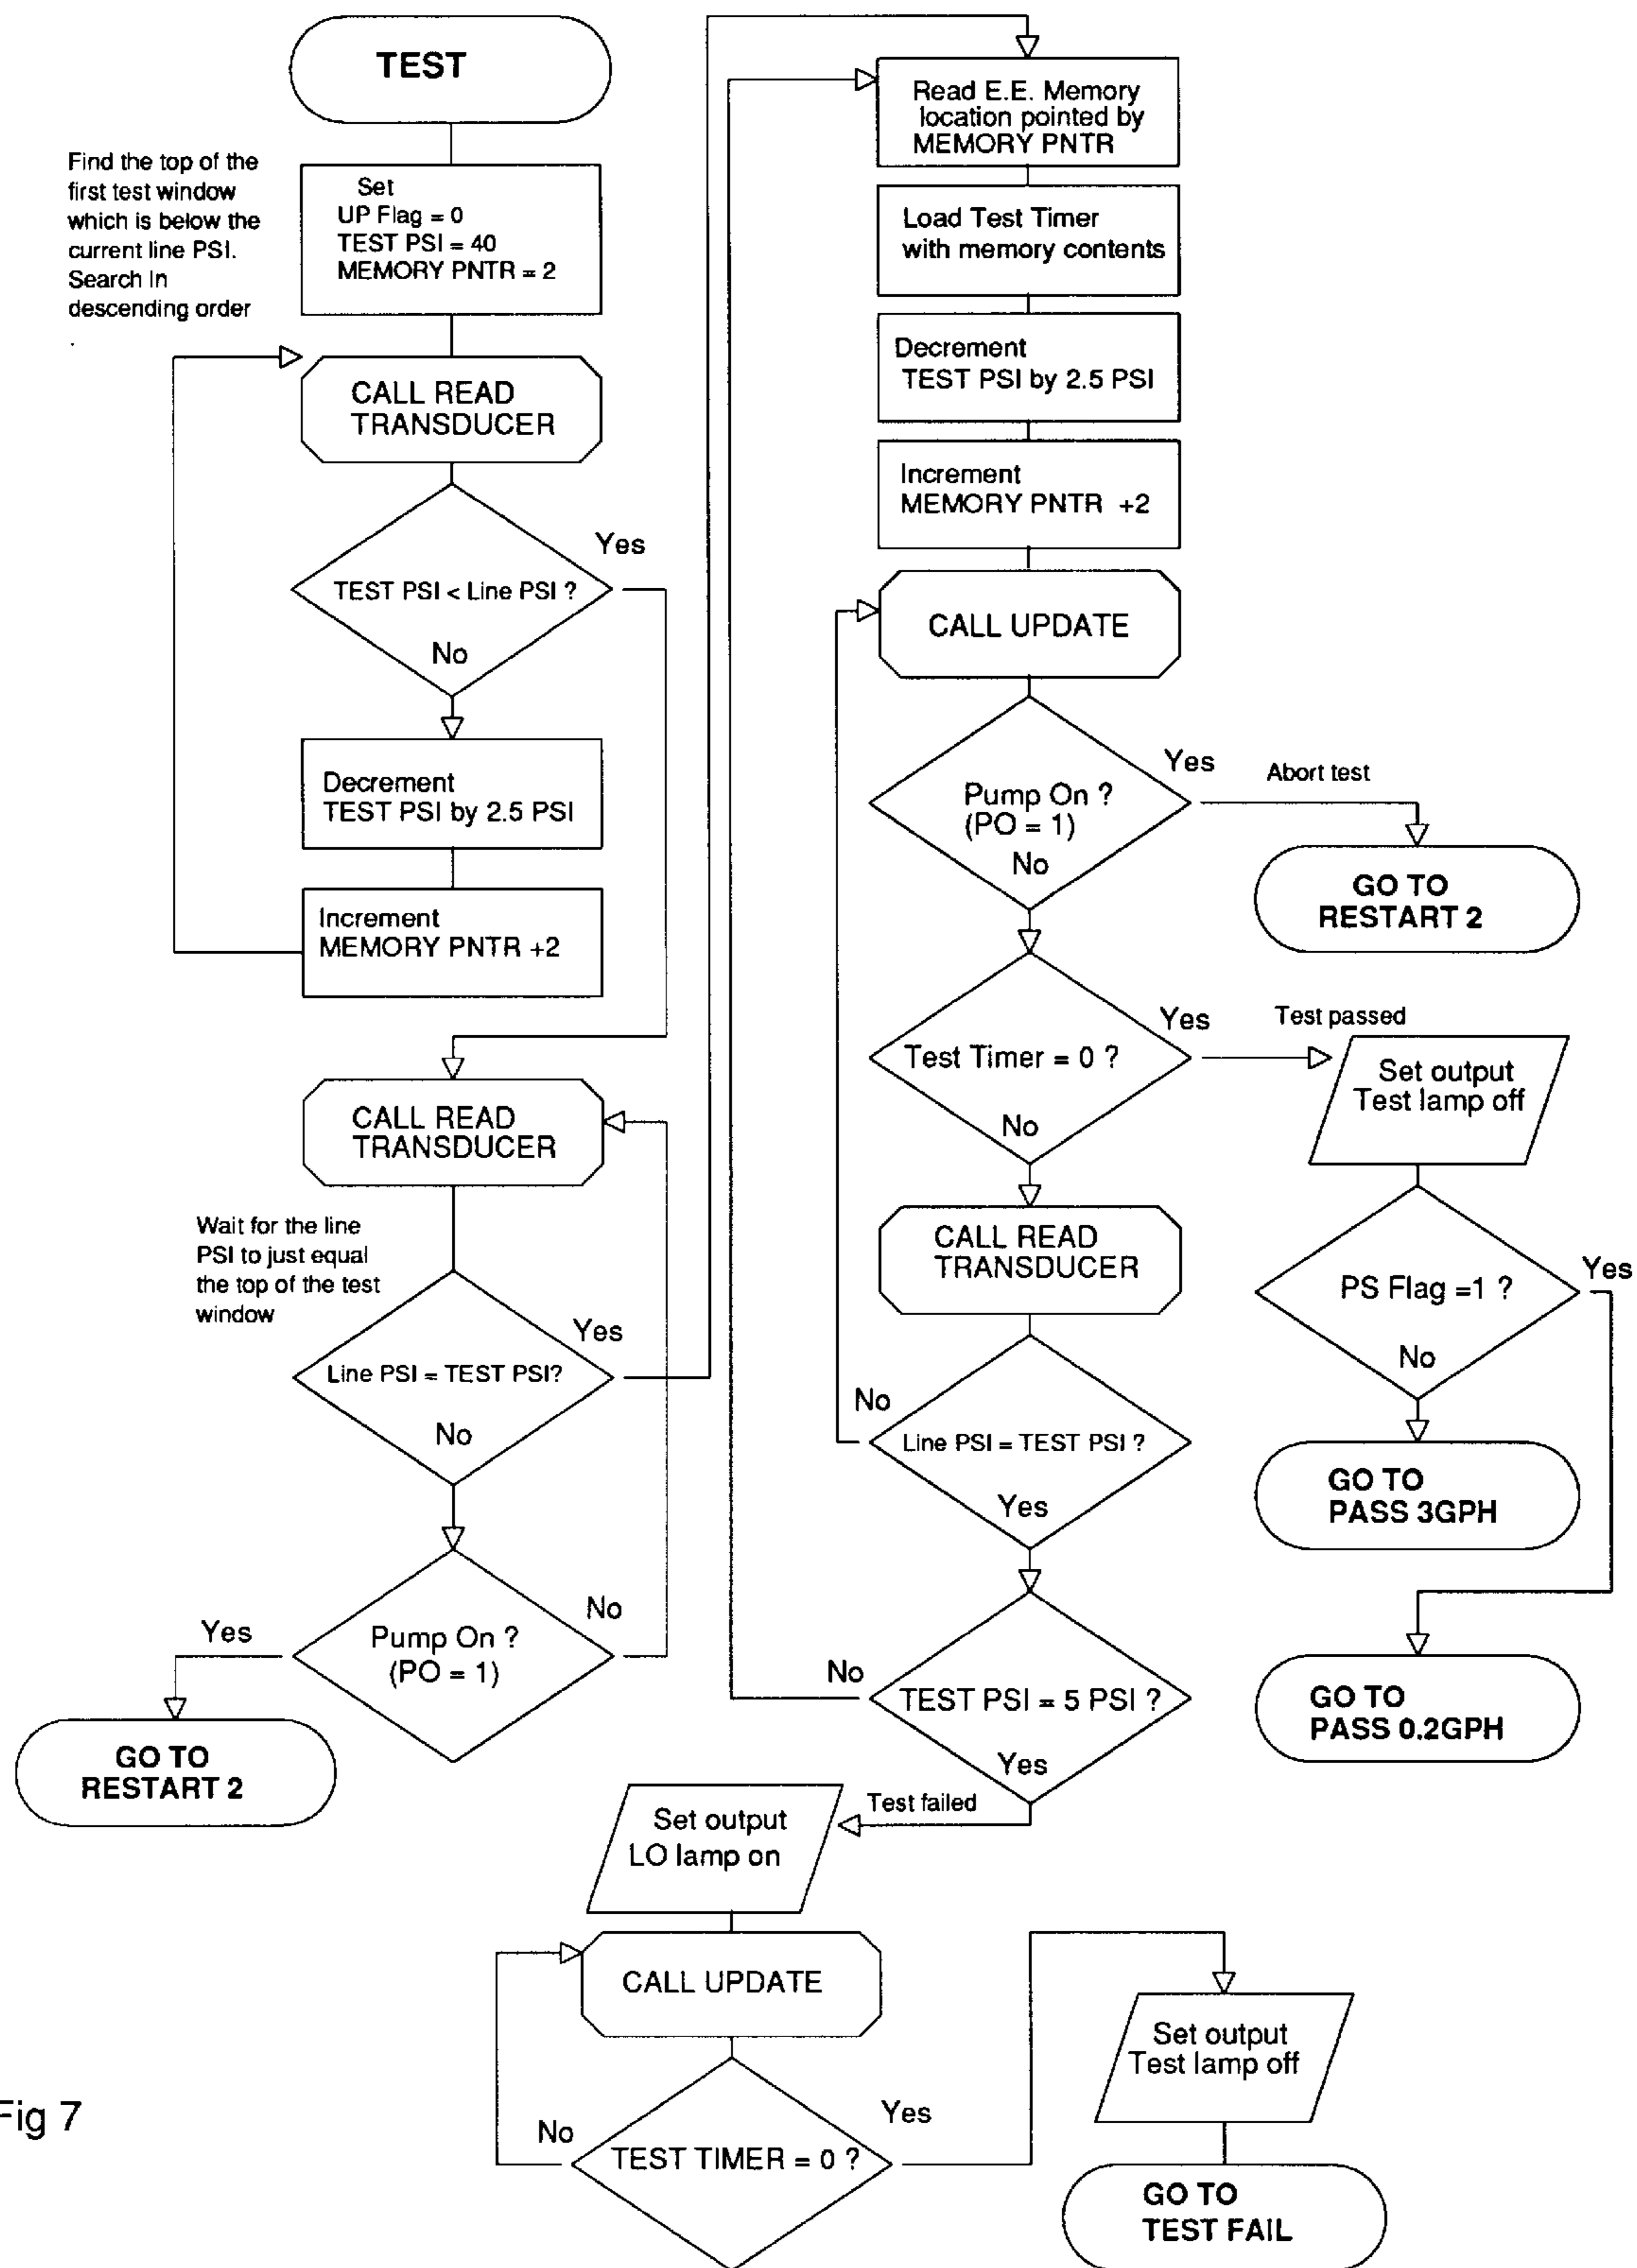 TEST
Find the top of the
first test window
which is below the
current line PSI.
Search In
descending order
.
Set
UP Flag = 0
TEST PSI = 40
MEMORY PNTR = 2
CALL READ
TRANSDUCER
Yes
TEST PSI < Line PSI ?
No
Decrement
TEST PSI by 2.5 PSI
Increment
MEMORY PNTR +2
CALL READ
TRANSDUCER
Wait for the line
PSI to just equal
the top of the test
window
Yes
Line PSI = TEST PSI?
No
No
Yes
Pump On ?
(PO = 1)
GO TO
RESTART 2
Read E.E. Memory
location pointed by
MEMORY PNTR
Load Test Timer
with memory contents
Decrement
TEST PSI by 2.5 PSI
Increment
MEMORY PNTR +2
CALL UPDATE
Yes
Abort test
Pump On ?
(PO = 1)
No
GO TO
RESTART 2
Yes
Test passed
Test Timer = 0 ?
No
Set output
Test lamp off
CALL READ
TRANSDUCER
Yes
PS Flag =1 ?
No
No
Line PSI = TEST PSI ?
Yes
GO TO
PASS 3GPH
No
TEST PSI = 5 PSI ?
Yes
GO TO
PASS 0.2GPH
Test failed
Set output
LO lamp on
CALL UPDATE
Yes
No
TEST TIMER = 0 ?
Set output
Test lamp off
GO TO
TEST FAIL
Fig 7